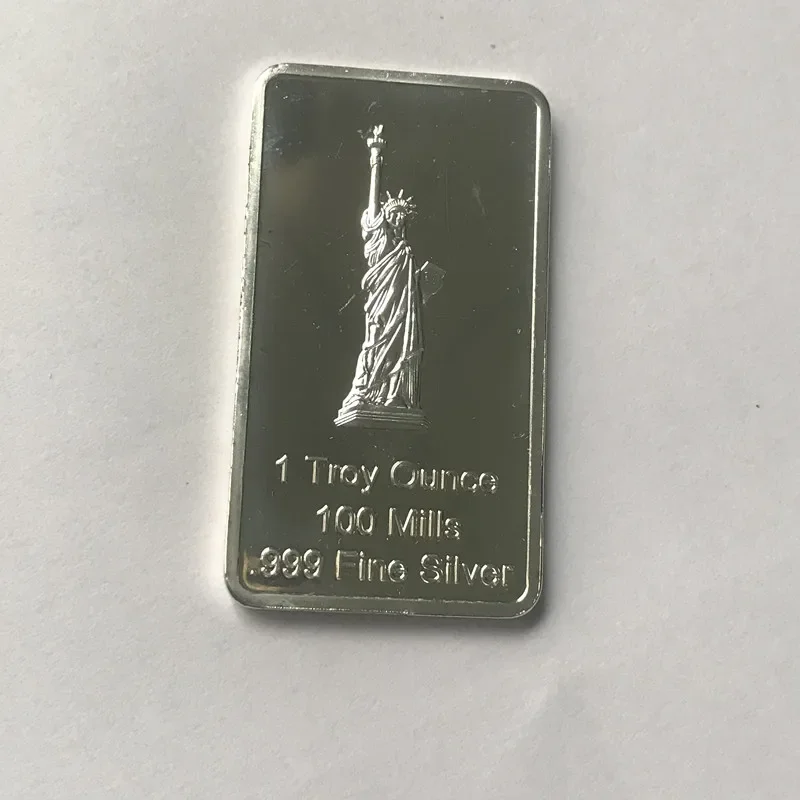 1 Troy Ounce
100 Mills
.999 Fine Silver